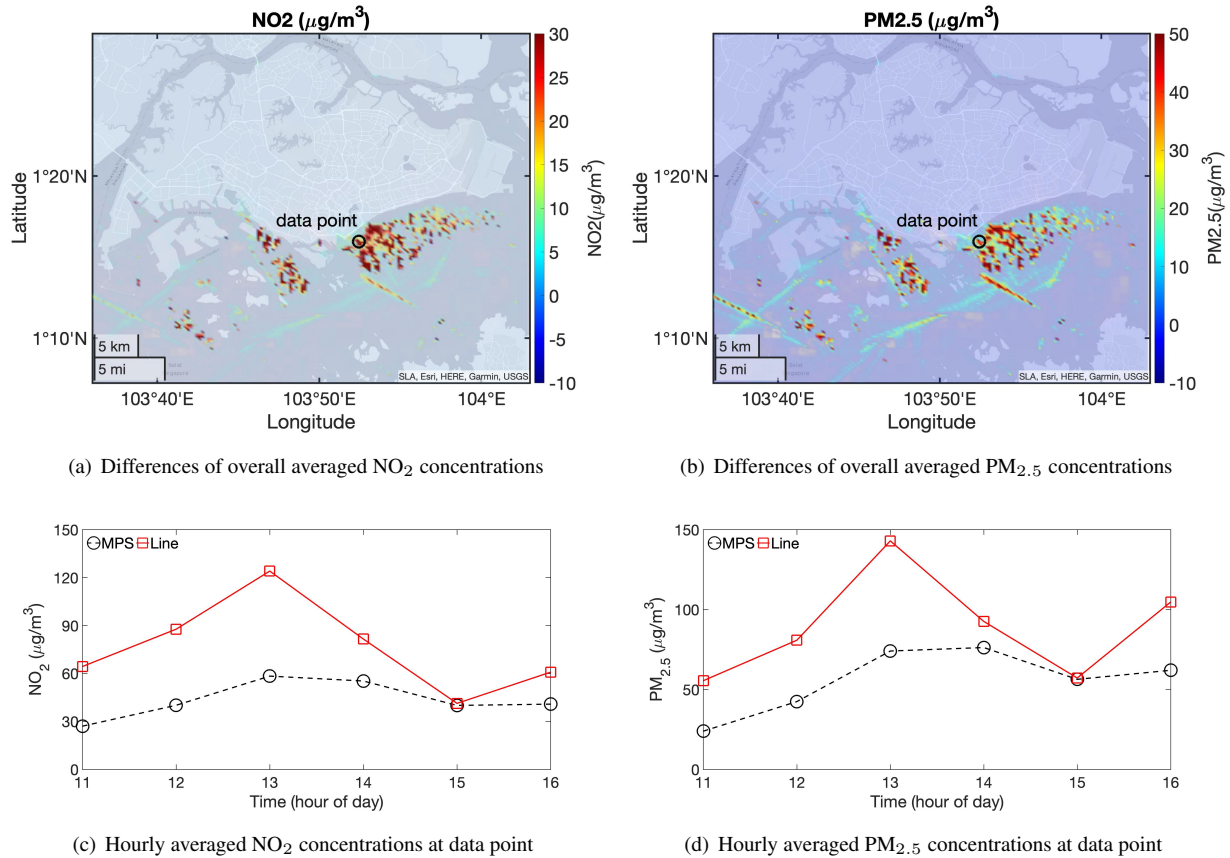 NO2 (μg/m³)
Latitude
1°20'N
1°10'N
data point
5 km
5 mi
SLA, Esri, HERE, Garmin, USGS
103°40'E
103°50'E
104°E
Longitude
30
25
20
15
10
5
0
-5
-10
NO2(μg/m³)
PM2.5 (μg/m³)
Latitude
1°20'N
1°10'N
data point
5 km
5 mi
SLA, Esri, HERE, Garmin, USGS
103°40'E
103°50'E
104°E
Longitude
50
40
30
20
10
0
-10
PM2.5(μg/m³)
(a) Differences of overall averaged NO₂ concentrations
(b) Differences of overall averaged PM₂.₅ concentrations
MPS Line
NO₂ (μg/m³)
150
120
90
60
30
0
11 12 13 14 15 16
Time (hour of day)
MPS Line
PM₂.₅ (μg/m³)
150
100
50
0
11 12 13 14 15 16
Time (hour of day)
(c) Hourly averaged NO₂ concentrations at data point
(d) Hourly averaged PM₂.₅ concentrations at data point